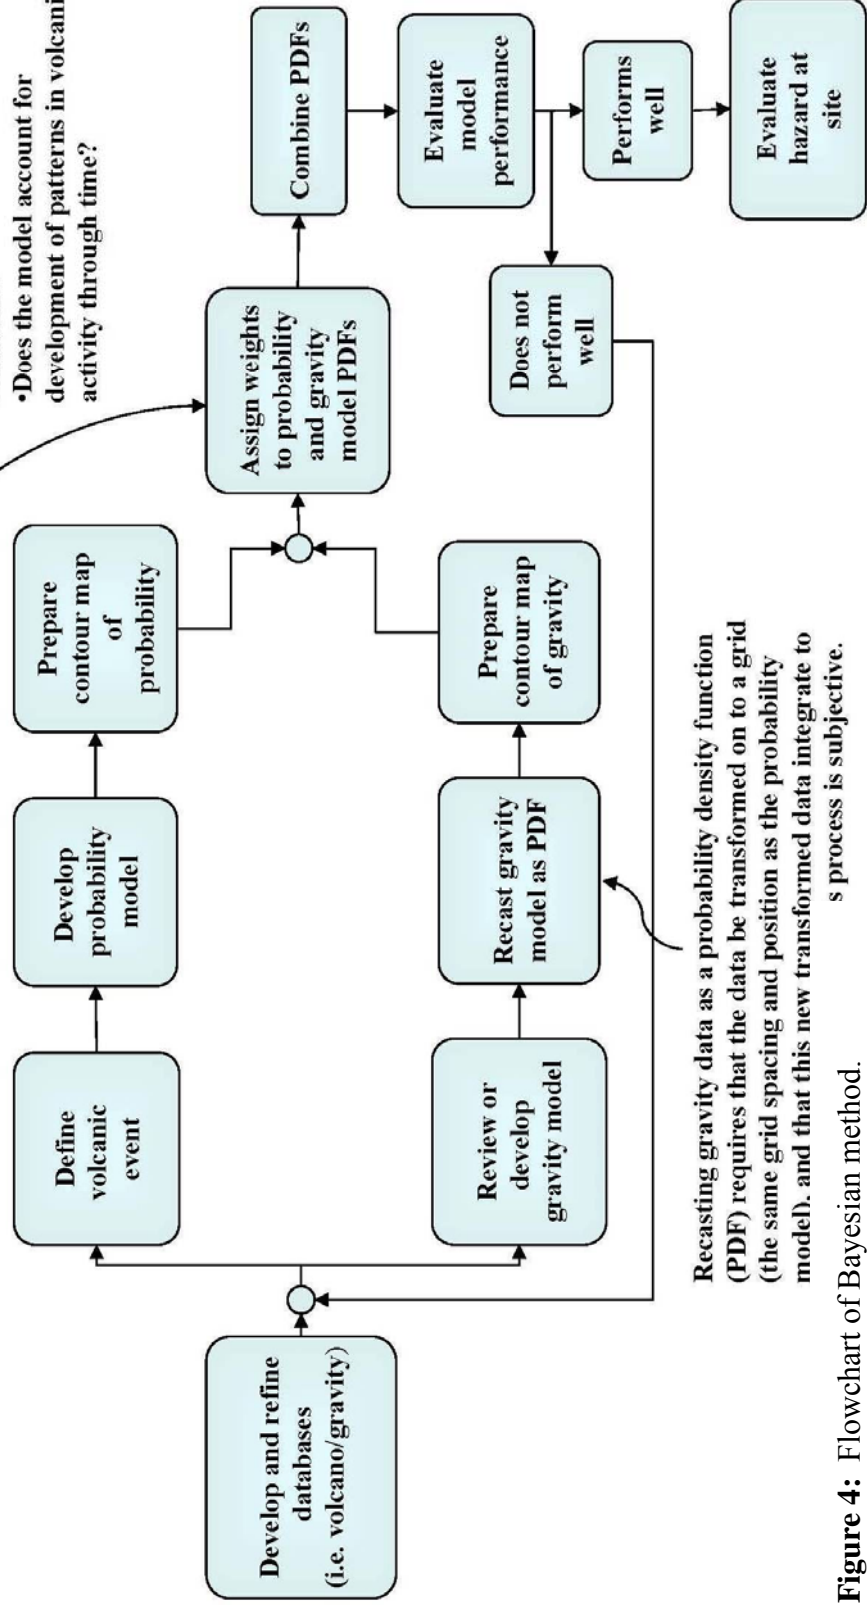 •Does the model account for
development of patterns in volcani
activity through time?
Develop and refine
databases
(i.e. volcano/gravity)
Define
volcanic
event
Develop
probability
model
Prepare
contour map
of
probability
Review or
develop
gravity model
Recast gravity
model as PDF
Prepare
contour map
of gravity
Assign weights
to probability
and gravity
model PDFs
Combine PDFs
Evaluate
model
performance
Does not
perform
well
Performs
well
Evaluate
hazard at
site
Recasting gravity data as a probability density function
(PDF) requires that the data be transformed on to a grid
(the same grid spacing and position as the probability
model), and that this new transformed data integrate to
s process is subjective.
Figure 4: Flowchart of Bayesian method.